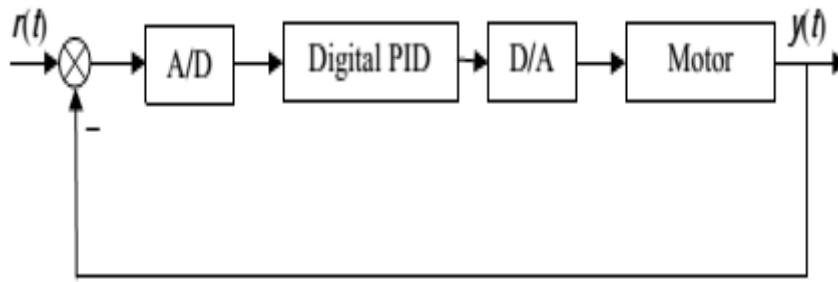 r(t)
A/D
Digital PID
D/A
Motor
y(t)
−